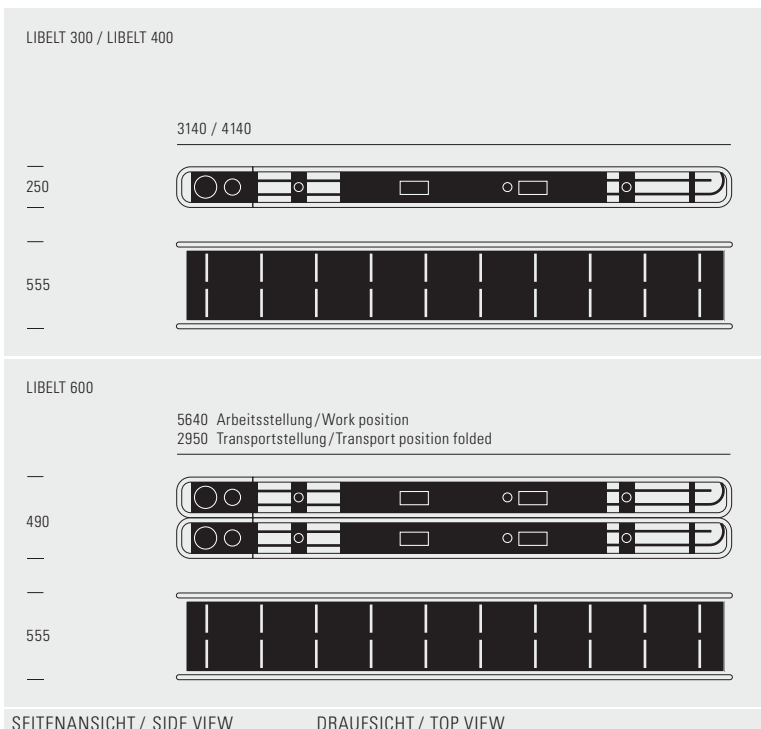 LIBELT 300 / LIBELT 400
3140 / 4140
250
555
LIBELT 600
5640 Arbeitsstellung/Work position
2950 Transportstellung/Transport position folded
490
555
SEITENANSICHT / SIDE VIEW
DRAUFSICHT / TOP VIEW